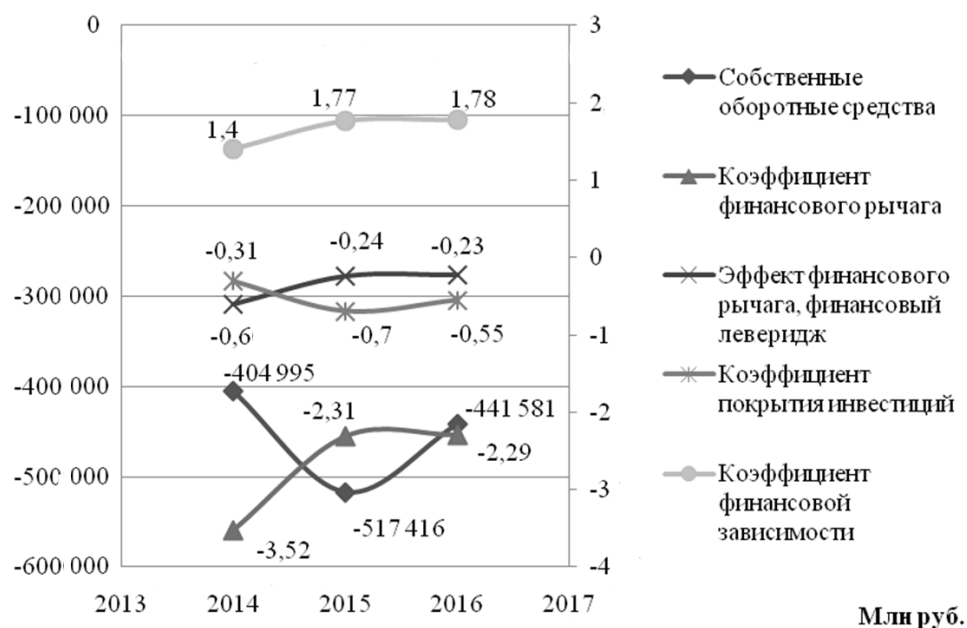 0
-100 000
-200 000
-300 000
-400 000
-500 000
-600 000
3
2
1
0
-1
-2
-3
-4
2013
2014
2015
2016
2017
1,4
1,77
1,78
-0,31
-0,24
-0,23
-0,6
-0,7
-0,55
-404 995
-2,31
-441 581
-2,29
-517 416
-3,52
Собственные
оборотные средства
Коэффициент
финансового рычага
Эффект финансового
рычага, финансовый
леверидж
Коэффициент
покрытия инвестиций
Коэффициент
финансовой
зависимости
Млн руб.